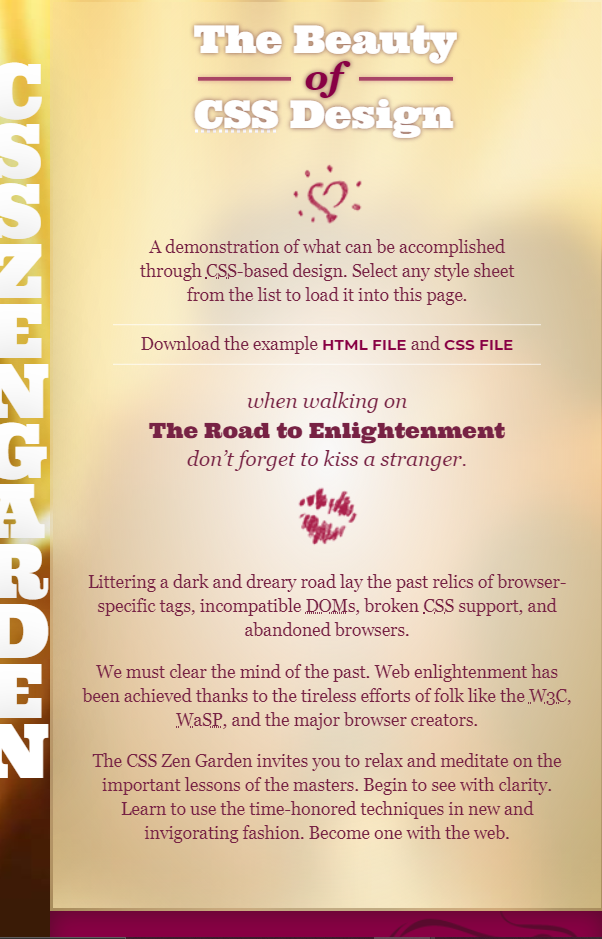 CSS ZEN GARDEN
The Beauty
of
CSS Design
A demonstration of what can be accomplished
through CSS-based design. Select any style sheet
from the list to load it into this page.
Download the example HTML FILE and CSS FILE
when walking on
The Road to Enlightenment
don’t forget to kiss a stranger.
Littering a dark and dreary road lay the past relics of browser-
specific tags, incompatible DOMs, broken CSS support, and
abandoned browsers.
We must clear the mind of the past. Web enlightenment has
been achieved thanks to the tireless efforts of folk like the W3C,
WaSP, and the major browser creators.
The CSS Zen Garden invites you to relax and meditate on the
important lessons of the masters. Begin to see with clarity.
Learn to use the time-honored techniques in new and
invigorating fashion. Become one with the web.